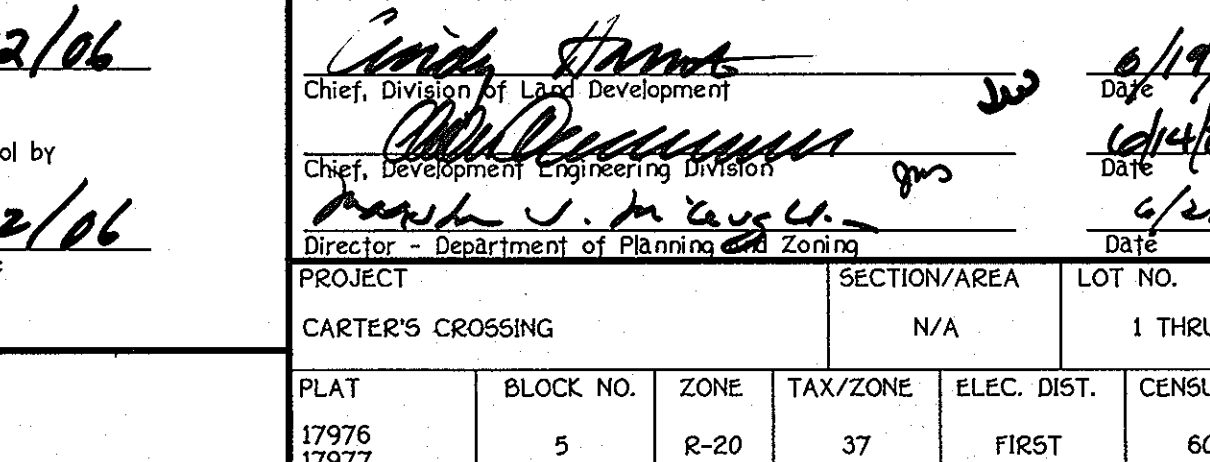 2/06
Cindy Hamilton 6/19
Chief, Division of Land Development Date
ol by
6/14/
Chief, Development Engineering Division Date
2/06 6/2
Director - Department of Planning and Zoning Date
PROJECT SECTION/AREA LOT NO.
CARTER'S CROSSING N/A 1 THRU
PLAT BLOCK NO. ZONE TAX/ZONE ELEC. DIST. CENSU
17976 5 R-20 37 FIRST 60
17977